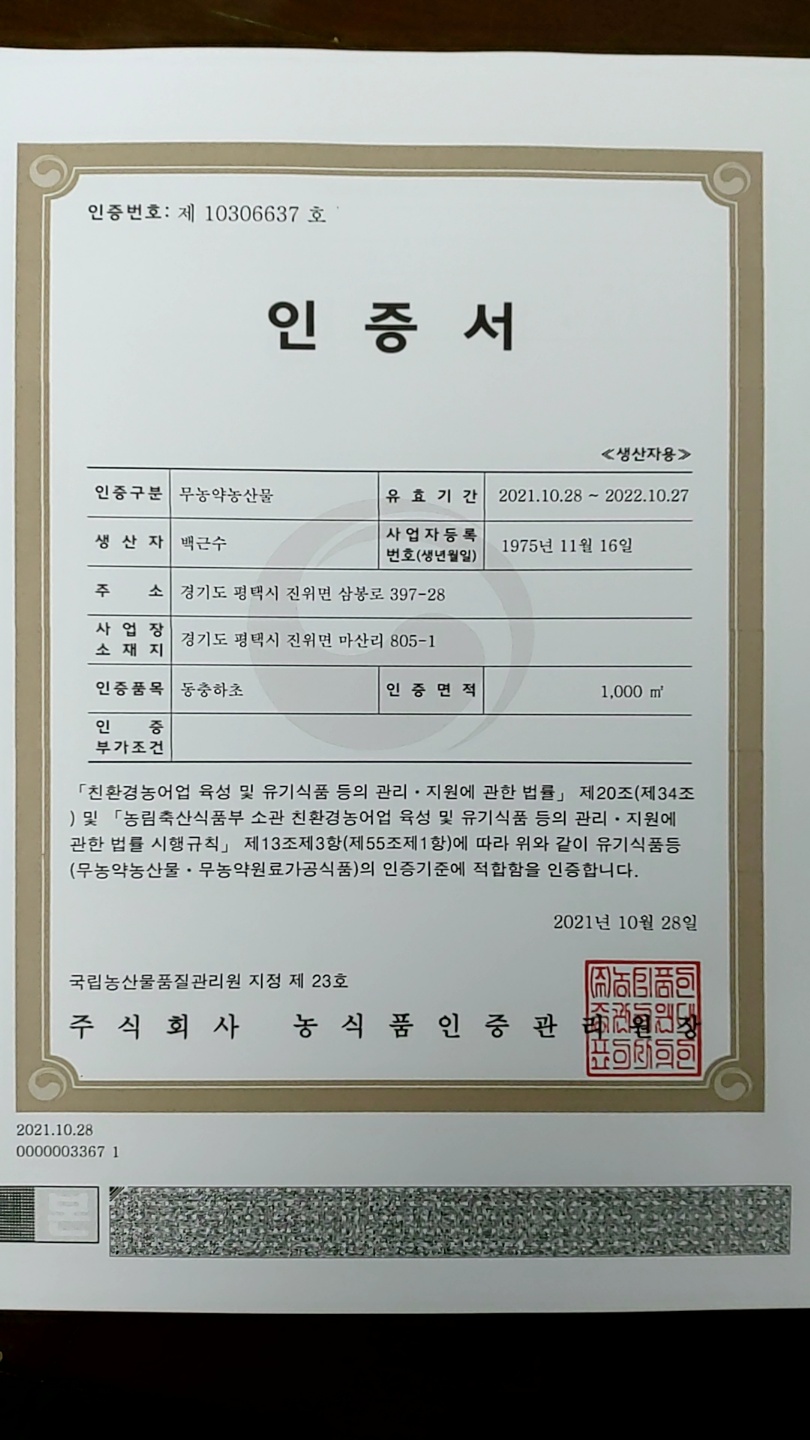 인증번호: 제 10306637 호
인 증 서
≪생산자용≫
인증구분 무농약농산물 유 효 기 간 2021.10.28 ~ 2022.10.27
생 산 자 백근수 사업자등록
번호(생년월일) 1975년 11월 16일
주 소 경기도 평택시 진위면 삼봉로 397-28
사 업 장
소 재 지 경기도 평택시 진위면 마산리 805-1
인증품목 동충하초 인 증 면 적 1,000 ㎡
인 증
부가조건
「친환경농어업 육성 및 유기식품 등의 관리・지원에 관한 법률」 제20조(제34조
) 및 「농림축산식품부 소관 친환경농어업 육성 및 유기식품 등의 관리・지원에
관한 법률 시행규칙」 제13조제3항(제55조제1항)에 따라 위와 같이 유기식품등
(무농약농산물・무농약원료가공식품)의 인증기준에 적합함을 인증합니다.
2021년 10월 28일
국립농산물품질관리원 지정 제 23호
주 식 회 사 농 식 품 인 증 관 리 원 장
2021.10.28
0000003367 1
본